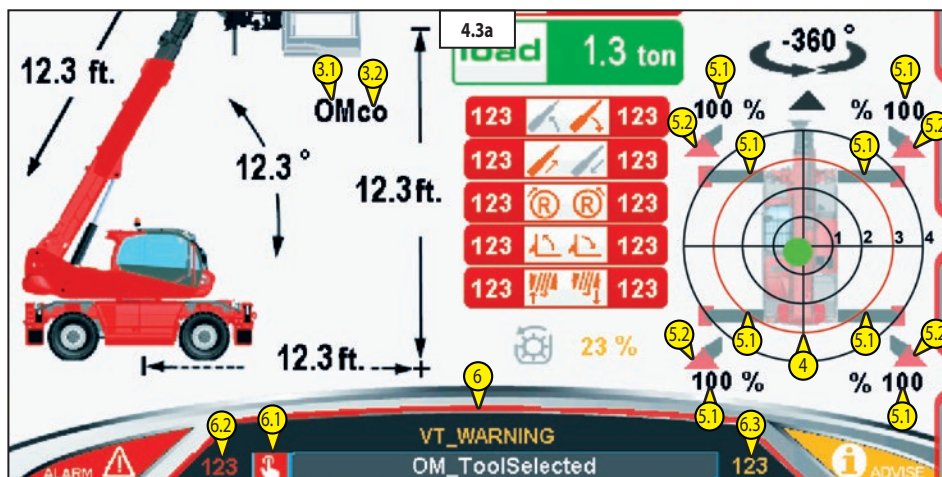 4.3a
load 1.3 ton
-360 °
12.3 ft.
3.1 3.2
OMco
12.3 °
12.3 ft.
12.3 ft.
123 123
123 123
123 R R 123
123 123
123 123
23 %
5.1 5.1
100 % % 100
5.2 5.2
5.1 5.1
1 2 3 4
5.1 5.1
5.2 4 5.2
100 % % 100
5.1 5.1
6
6.2 6.1 6.3
VT_WARNING
ALARM 123 OM_ToolSelected 123 i ADVISE